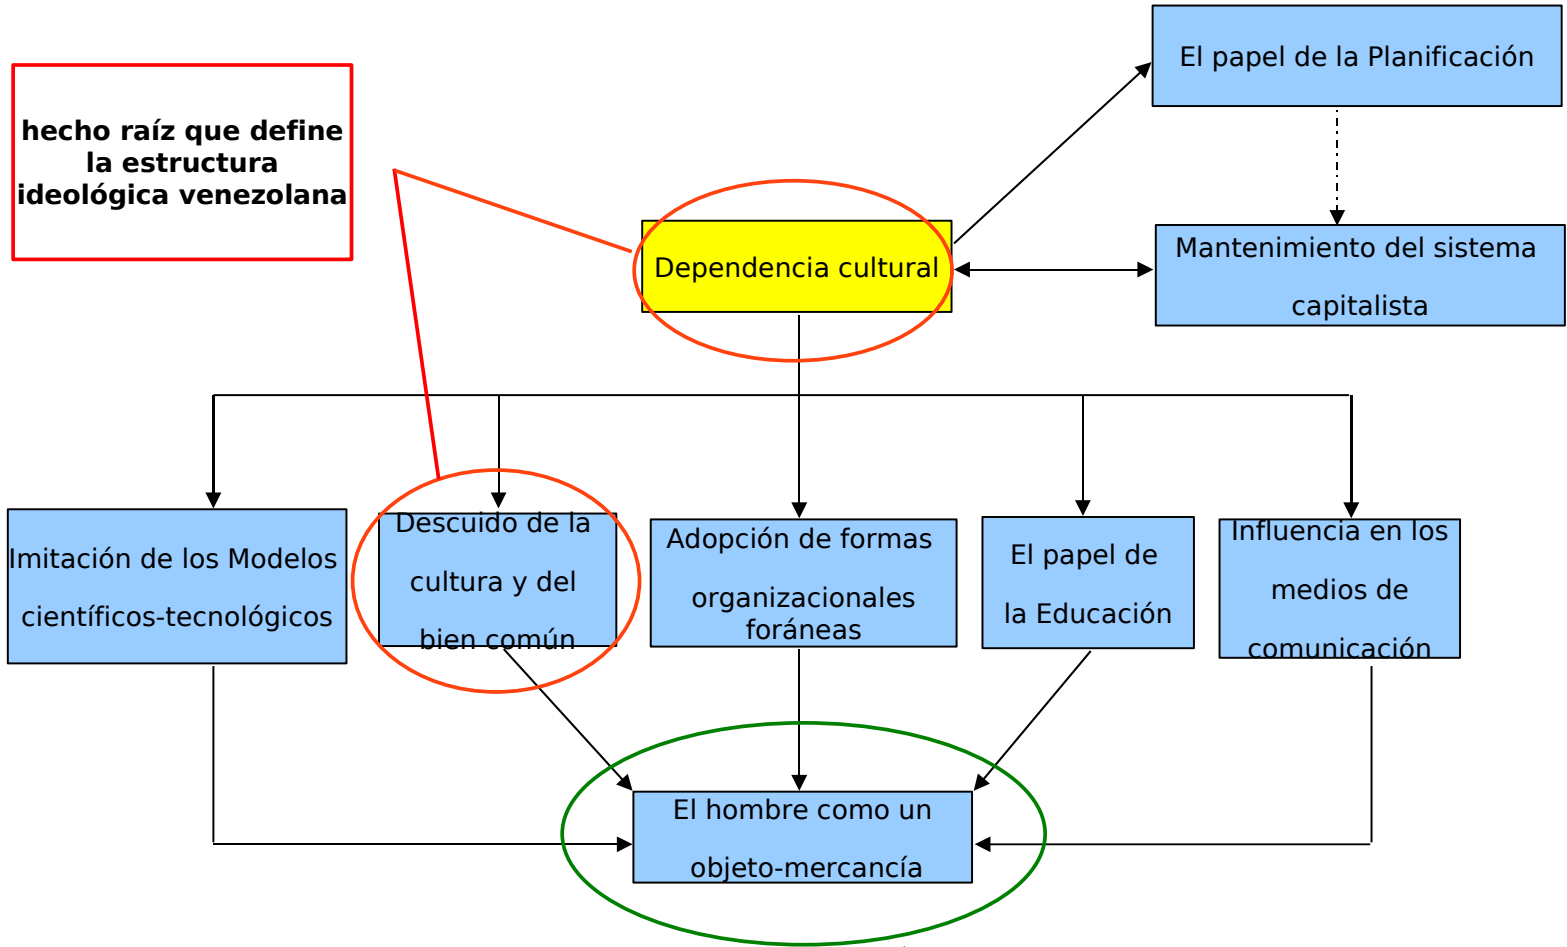 El papel de la Planificación
hecho raíz que define
la estructura
ideológica venezolana
Dependencia cultural
Mantenimiento del sistema
capitalista
Imitación de los Modelos
científicos-tecnológicos
Descuido de la
cultura y del
bien común
Adopción de formas
organizacionales
foráneas
El papel de
la Educación
Influencia en los
medios de
comunicación
El hombre como un
objeto-mercancía